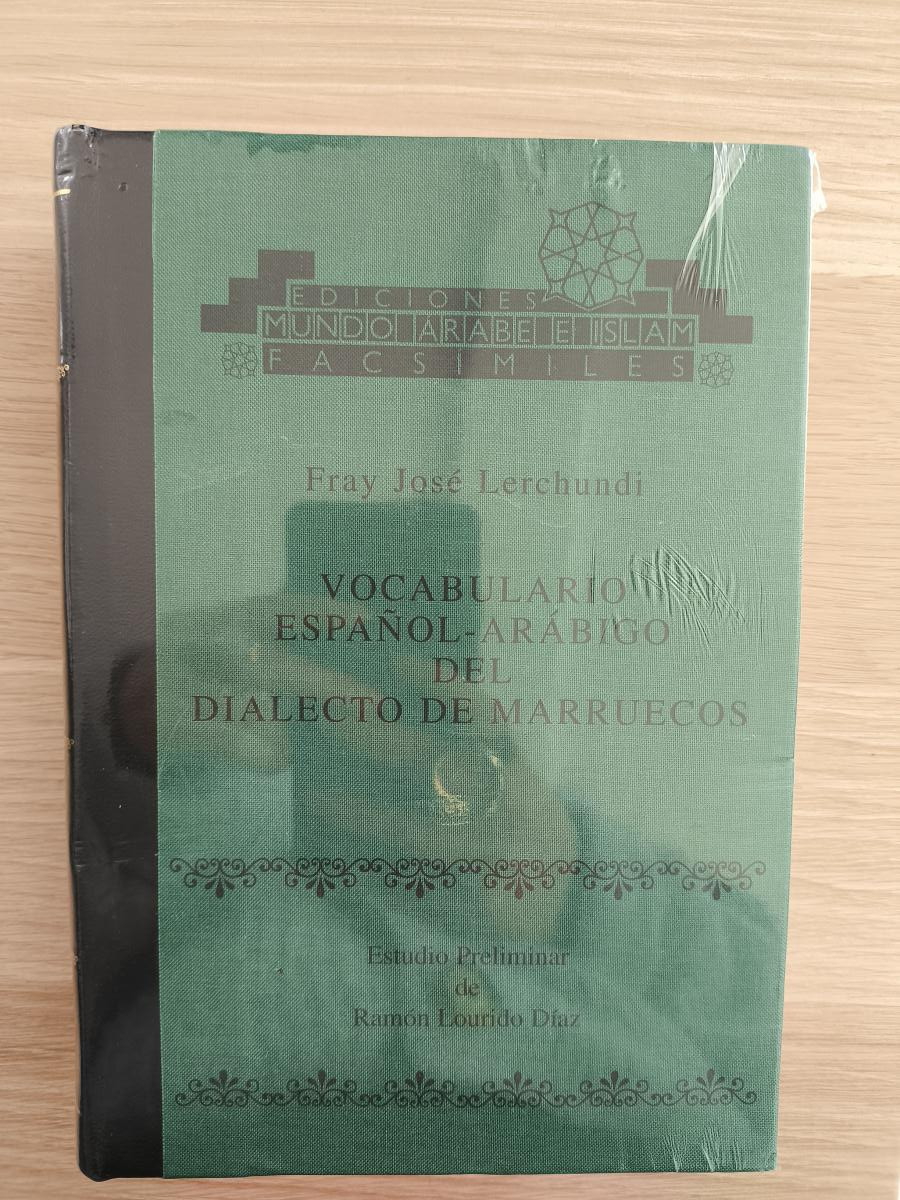 EDICIONES
MUNDO ARABE E ISLAM
FACSIMILES
Fray José Lerchundi
VOCABULARIO
ESPAÑOL-ARÁBIGO
DEL
DIALECTO DE MARRUECOS
Estudio Preliminar
de
Ramón Lourido Díaz